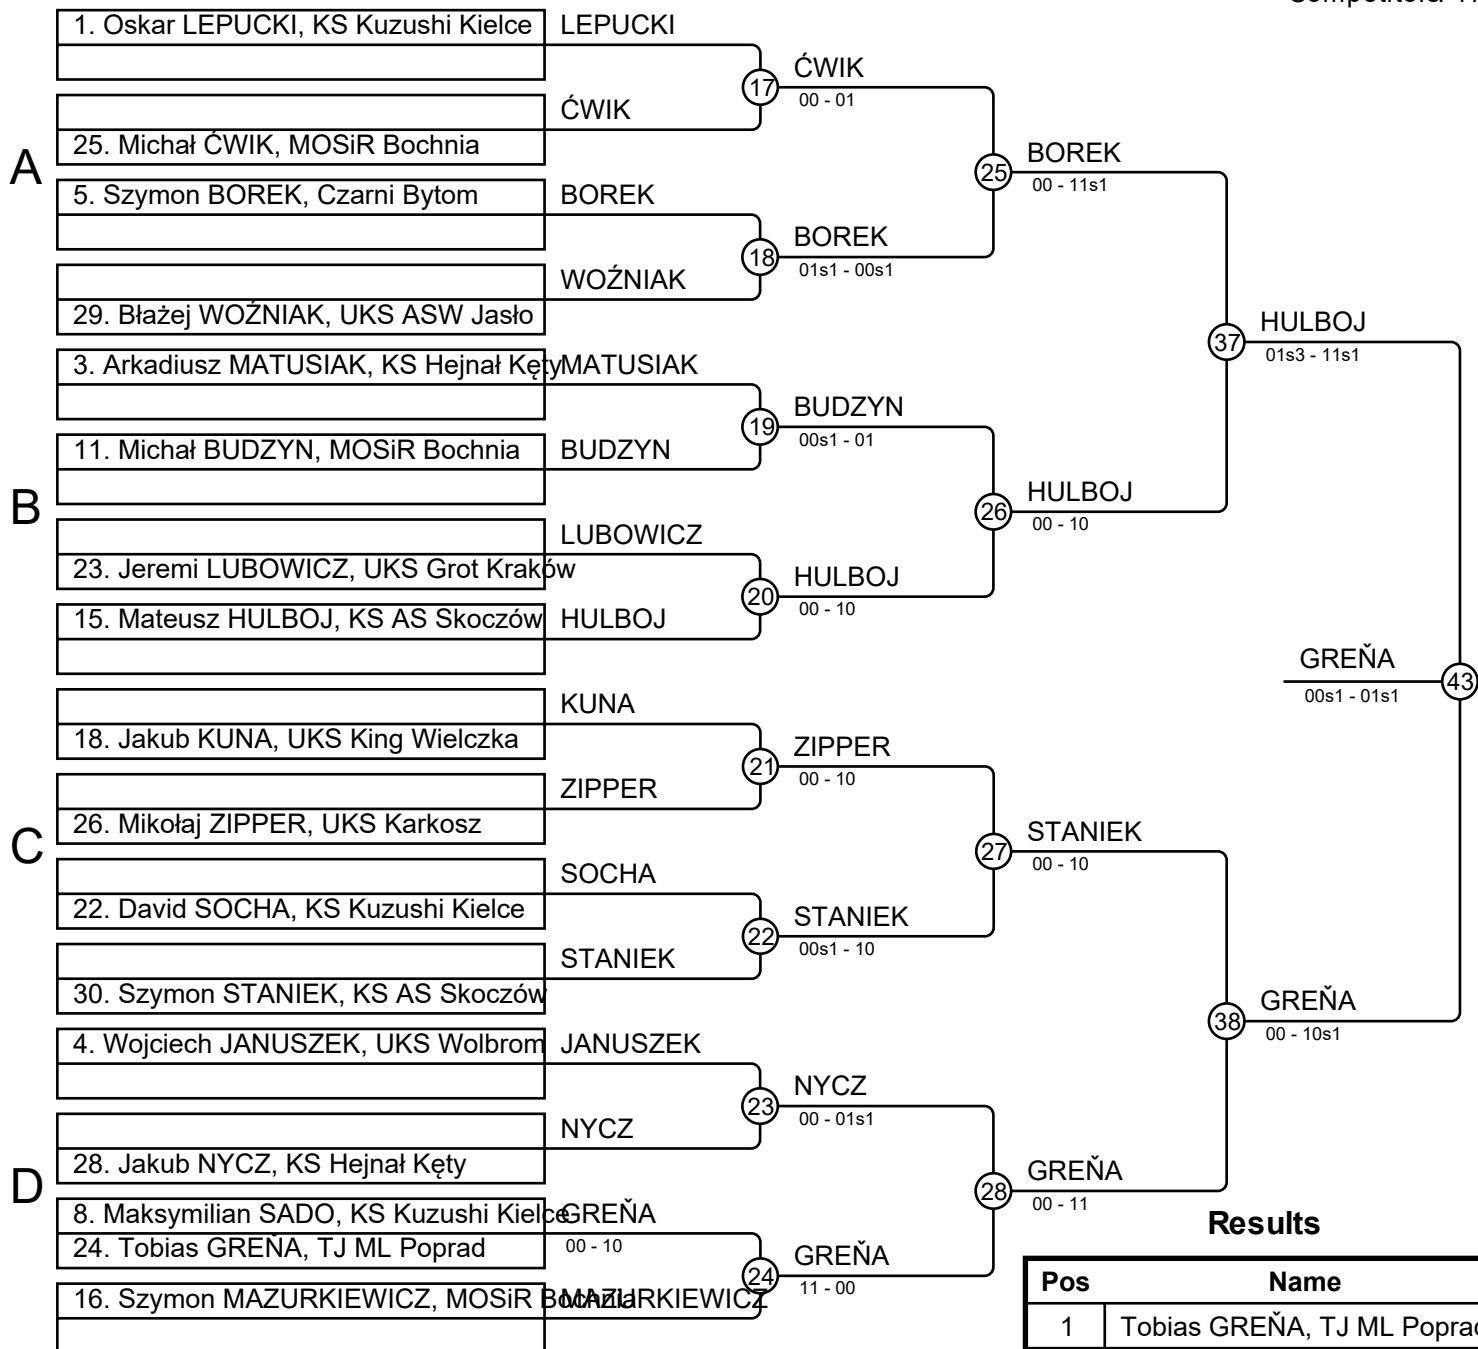 1. Oskar LEPUCKI, KS Kuzushi Kielce
LEPUCKI
17
ĆWIK
00 - 01
ĆWIK
25. Michał ĆWIK, MOSiR Bochnia
A
25
BOREK
00 - 11s1
5. Szymon BOREK, Czarni Bytom
BOREK
18
BOREK
01s1 - 00s1
WOŹNIAK
29. Błażej WOŹNIAK, UKS ASW Jasło
37
HULBOJ
01s3 - 11s1
3. Arkadiusz MATUSIAK, KS Hejnał Kęty
MATUSIAK
19
BUDZYN
00s1 - 01
11. Michał BUDZYN, MOSiR Bochnia
BUDZYN
B
26
HULBOJ
00 - 10
LUBOWICZ
23. Jeremi LUBOWICZ, UKS Grot Kraków
20
HULBOJ
00 - 10
15. Mateusz HULBOJ, KS AS Skoczów
HULBOJ
GREŇA
43
00s1 - 01s1
KUNA
18. Jakub KUNA, UKS King Wielczka
21
ZIPPER
00 - 10
ZIPPER
26. Mikołaj ZIPPER, UKS Karkosz
C
27
STANIEK
00 - 10
SOCHA
22. David SOCHA, KS Kuzushi Kielce
22
STANIEK
00s1 - 10
STANIEK
30. Szymon STANIEK, KS AS Skoczów
38
GREŇA
00 - 10s1
4. Wojciech JANUSZEK, UKS Wolbrom
JANUSZEK
23
NYCZ
00 - 01s1
NYCZ
28. Jakub NYCZ, KS Hejnał Kęty
D
28
GREŇA
00 - 11
8. Maksymilian SADO, KS Kuzushi Kielce
GREŇA
00 - 10
24. Tobias GREŇA, TJ ML Poprad
24
GREŇA
11 - 00
16. Szymon MAZURKIEWICZ, MOSiR Bochnia
MAZURKIEWICZ
Results
Pos Name
1 Tobias GREŇA, TJ ML Poprad